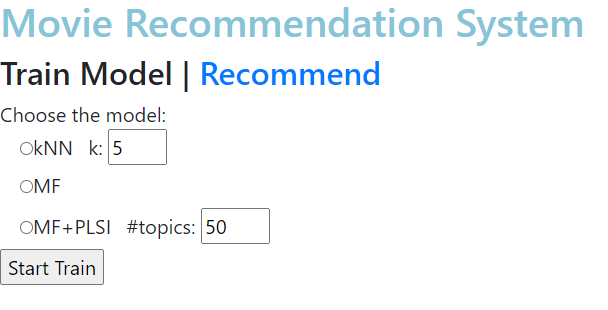 Movie Recommendation System
Train Model | Recommend
Choose the model:
kNN k: 5
MF
MF+PLSI #topics: 50
Start Train